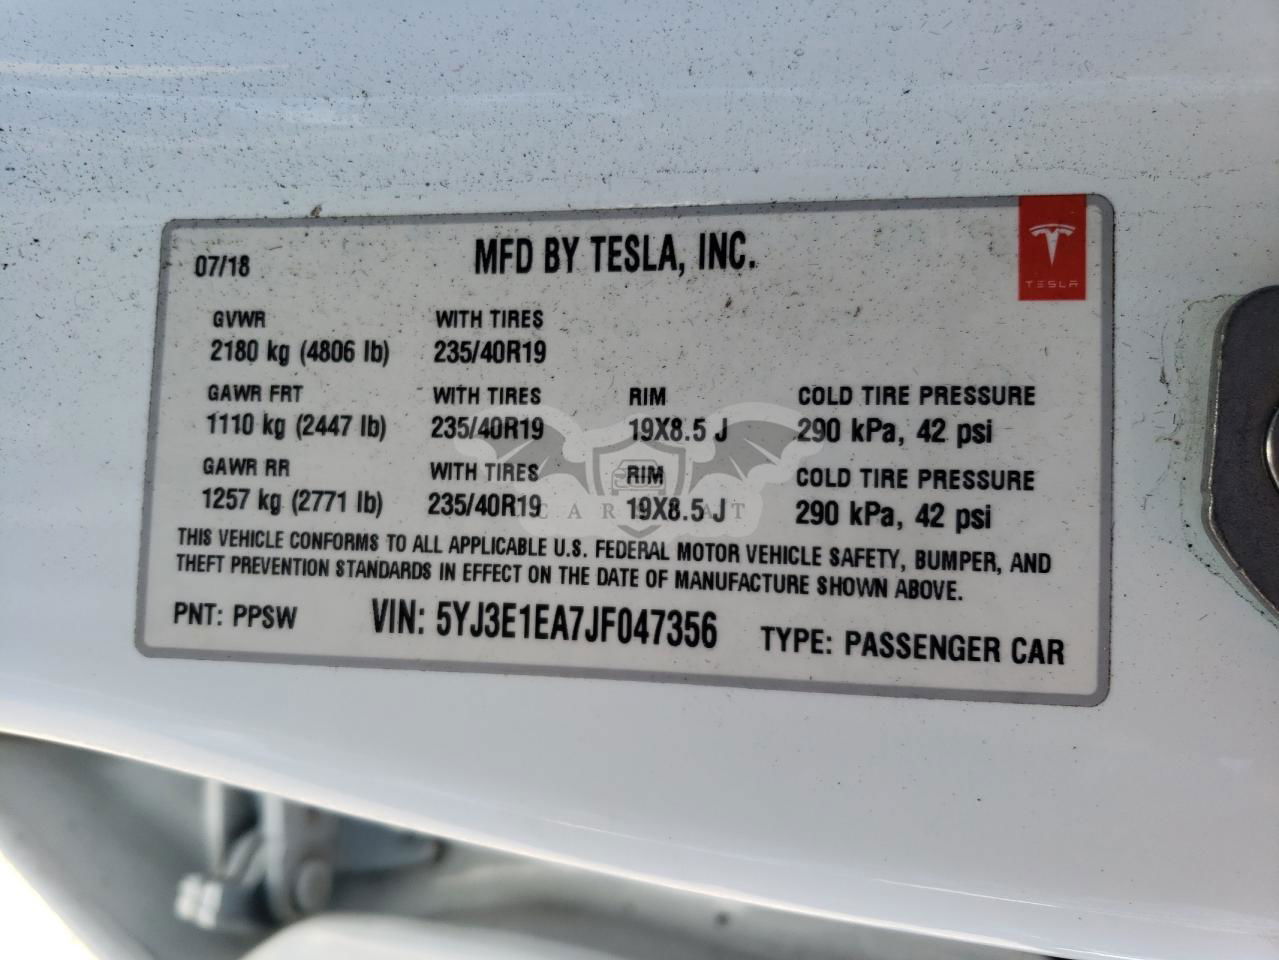 07/18 MFD BY TESLA, INC.
TESLA
GVWR WITH TIRES
2180 kg (4806 lb) 235/40R19
GAWR FRT WITH TIRES RIM COLD TIRE PRESSURE
1110 kg (2447 lb) 235/40R19 19X8.5 J 290 kPa, 42 psi
GAWR RR WITH TIRES RIM COLD TIRE PRESSURE
1257 kg (2771 lb) 235/40R19 19X8.5 J 290 kPa, 42 psi
THIS VEHICLE CONFORMS TO ALL APPLICABLE U.S. FEDERAL MOTOR VEHICLE SAFETY, BUMPER, AND
THEFT PREVENTION STANDARDS IN EFFECT ON THE DATE OF MANUFACTURE SHOWN ABOVE.
PNT: PPSW VIN: 5YJ3E1EA7JF047356 TYPE: PASSENGER CAR